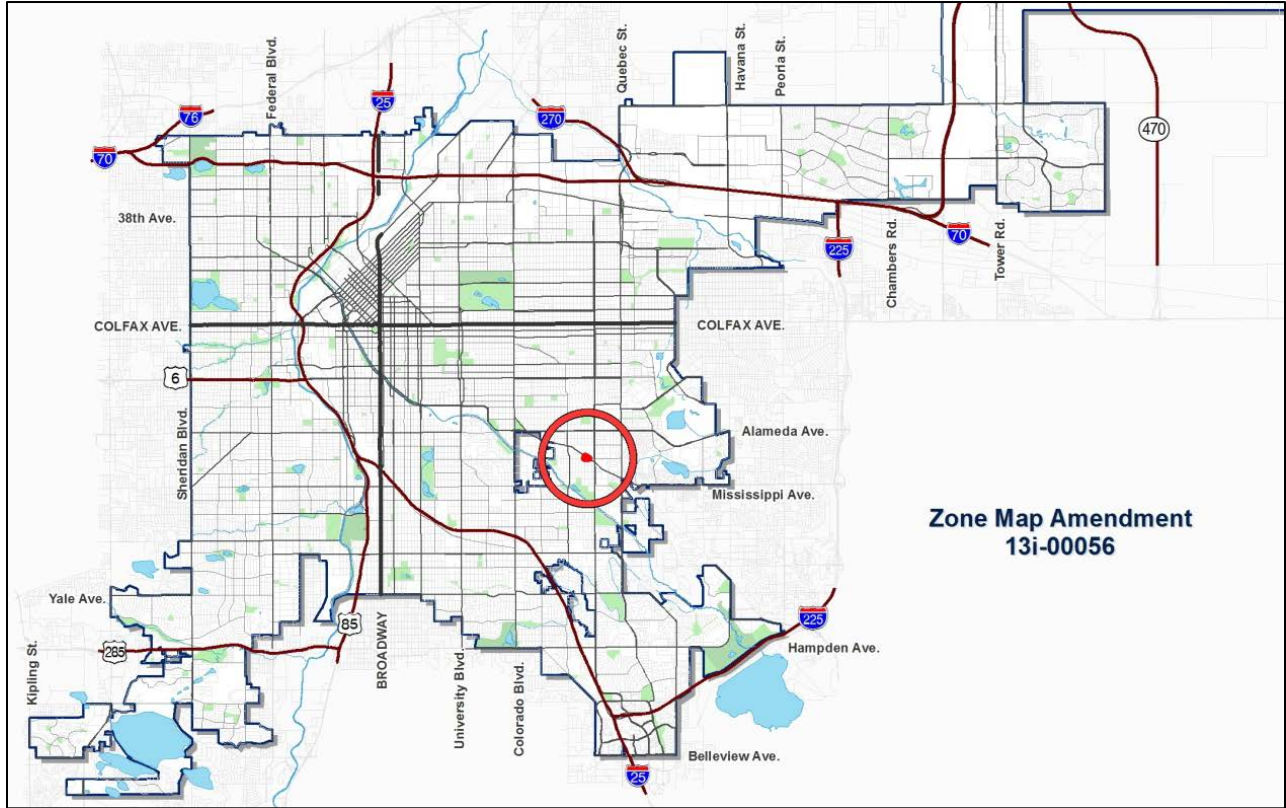 Federal Blvd.
Quebec St.
Havana St.
Peoria St.
76
25
270
470
70
38th Ave.
225
Chambers Rd.
70
Tower Rd.
COLFAX AVE.
COLFAX AVE.
6
Sheridan Blvd.
Alameda Ave.
Mississippi Ave.
Zone Map Amendment
13i-00056
Yale Ave.
85
225
285
Hampden Ave.
Kipling St.
BROADWAY
University Blvd.
Colorado Blvd.
Belleview Ave.
25